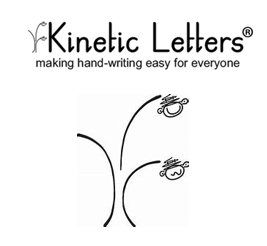 Kinetic Letters®
making hand-writing easy for everyone